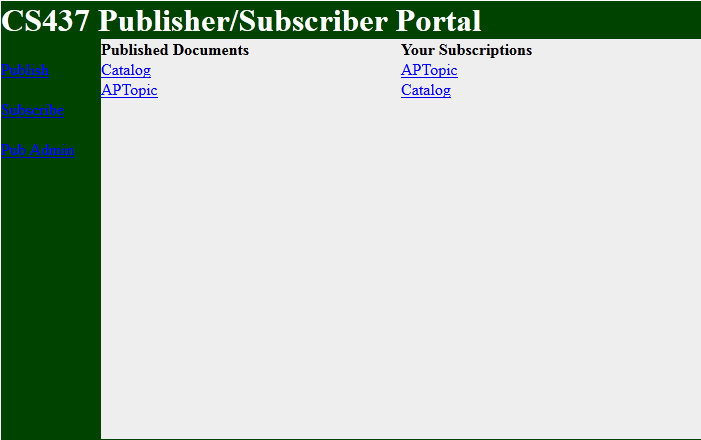 CS437 Publisher/Subscriber Portal
Publish
Subscribe
Pub Admin
Published Documents
Catalog
APTopic
Your Subscriptions
APTopic
Catalog